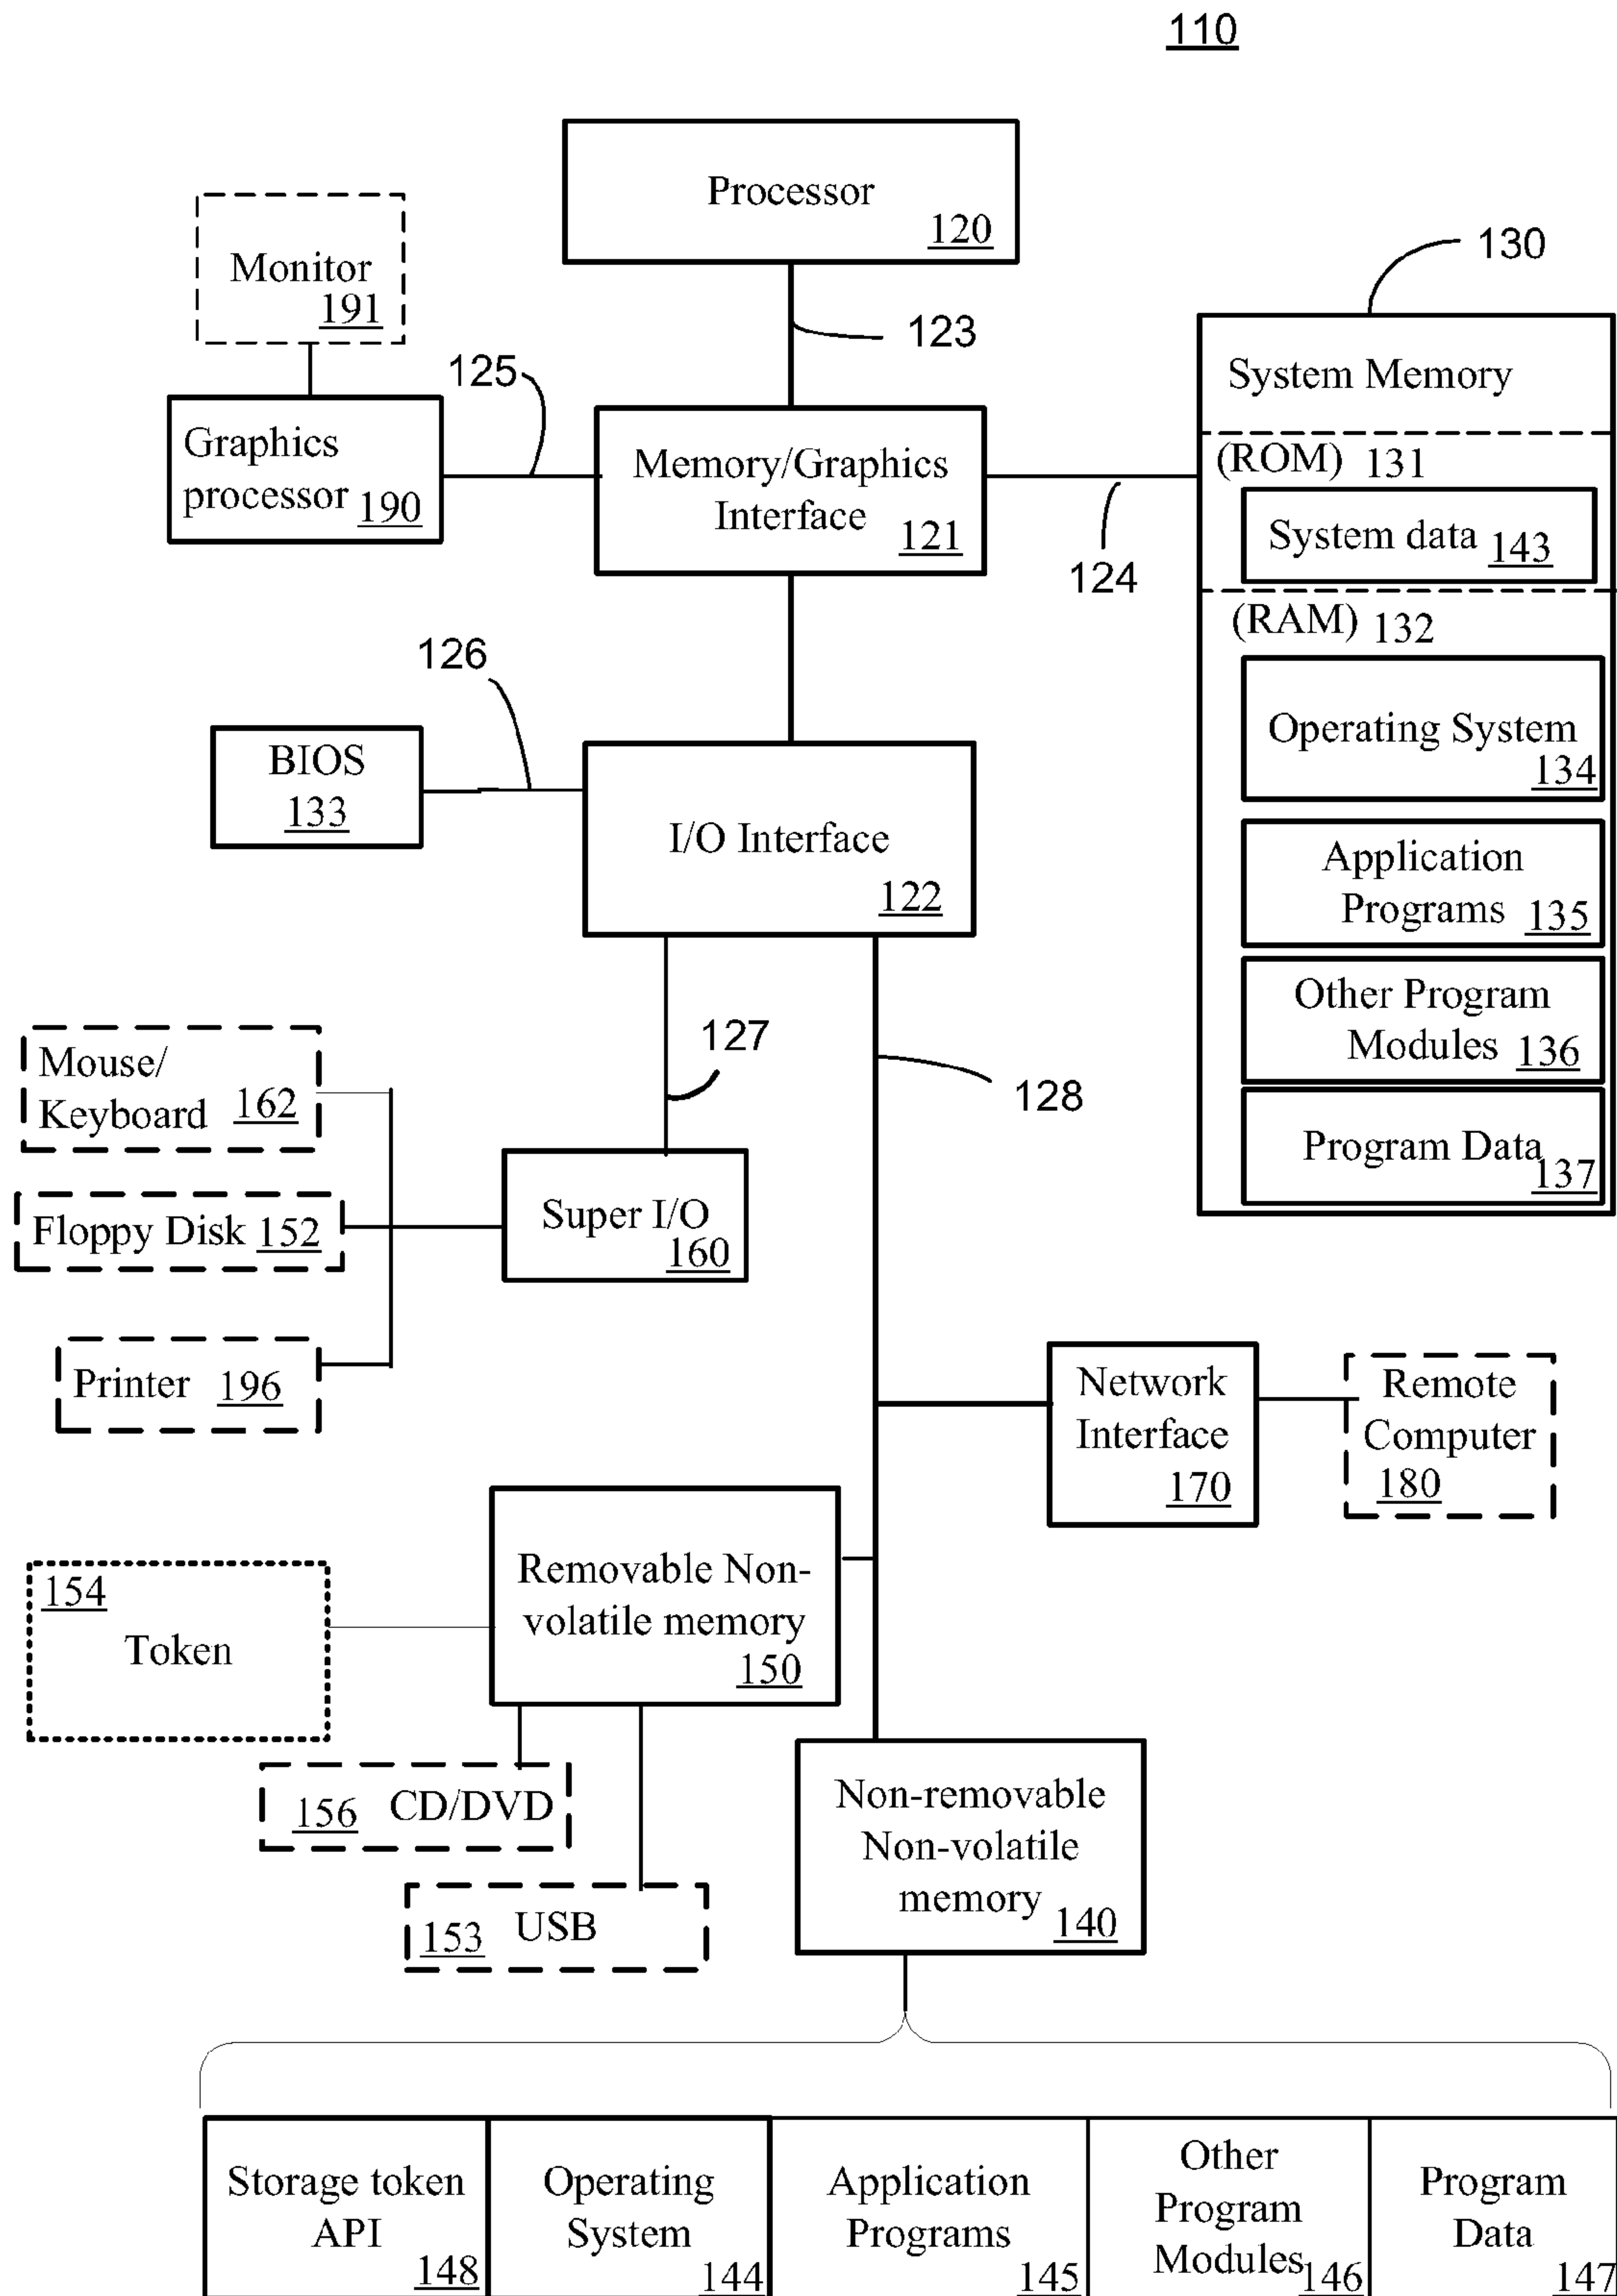 110
Processor
120
Monitor
191
130
123
125
System Memory
Graphics
processor 190
Memory/Graphics
Interface
121
(ROM) 131
System data 143
124
(RAM) 132
126
Operating System
134
BIOS
133
I/O Interface
122
Application
Programs 135
Other Program
Modules 136
127
Mouse/
Keyboard 162
128
Program Data
137
Super I/O
160
Floppy Disk 152
Printer 196
Network
Interface
170
Remote
Computer
180
Removable Non-
volatile memory
150
154
Token
156 CD/DVD
Non-removable
Non-volatile
memory
140
153 USB
Storage token
API
148
Operating
System
144
Application
Programs
145
Other
Program
Modules 146
Program
Data
147